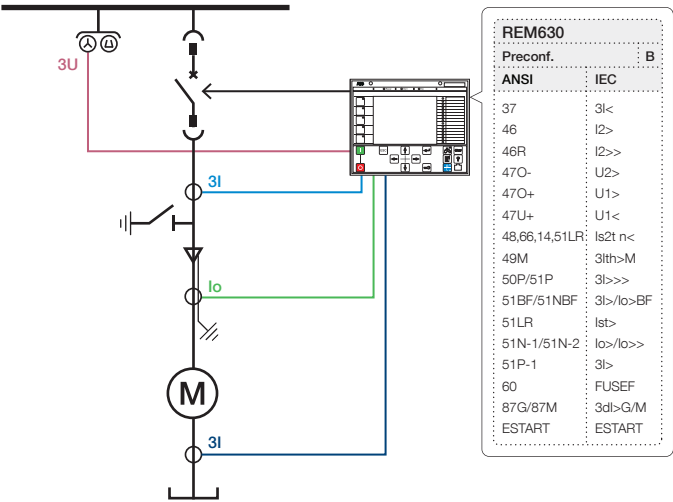 3U
3I
Io
M
3I
REM630
Preconf. B
ANSI IEC
37 3I<
46 I2>
46R I2>>
47O- U2>
47O+ U1>
47U+ U1<
48,66,14,51LR Is2t n<
49M 3Ith>M
50P/51P 3I>>>
51BF/51NBF 3I>/Io>BF
51LR Ist>
51N-1/51N-2 Io>/Io>>
51P-1 3I>
60 FUSEF
87G/87M 3dI>G/M
ESTART ESTART